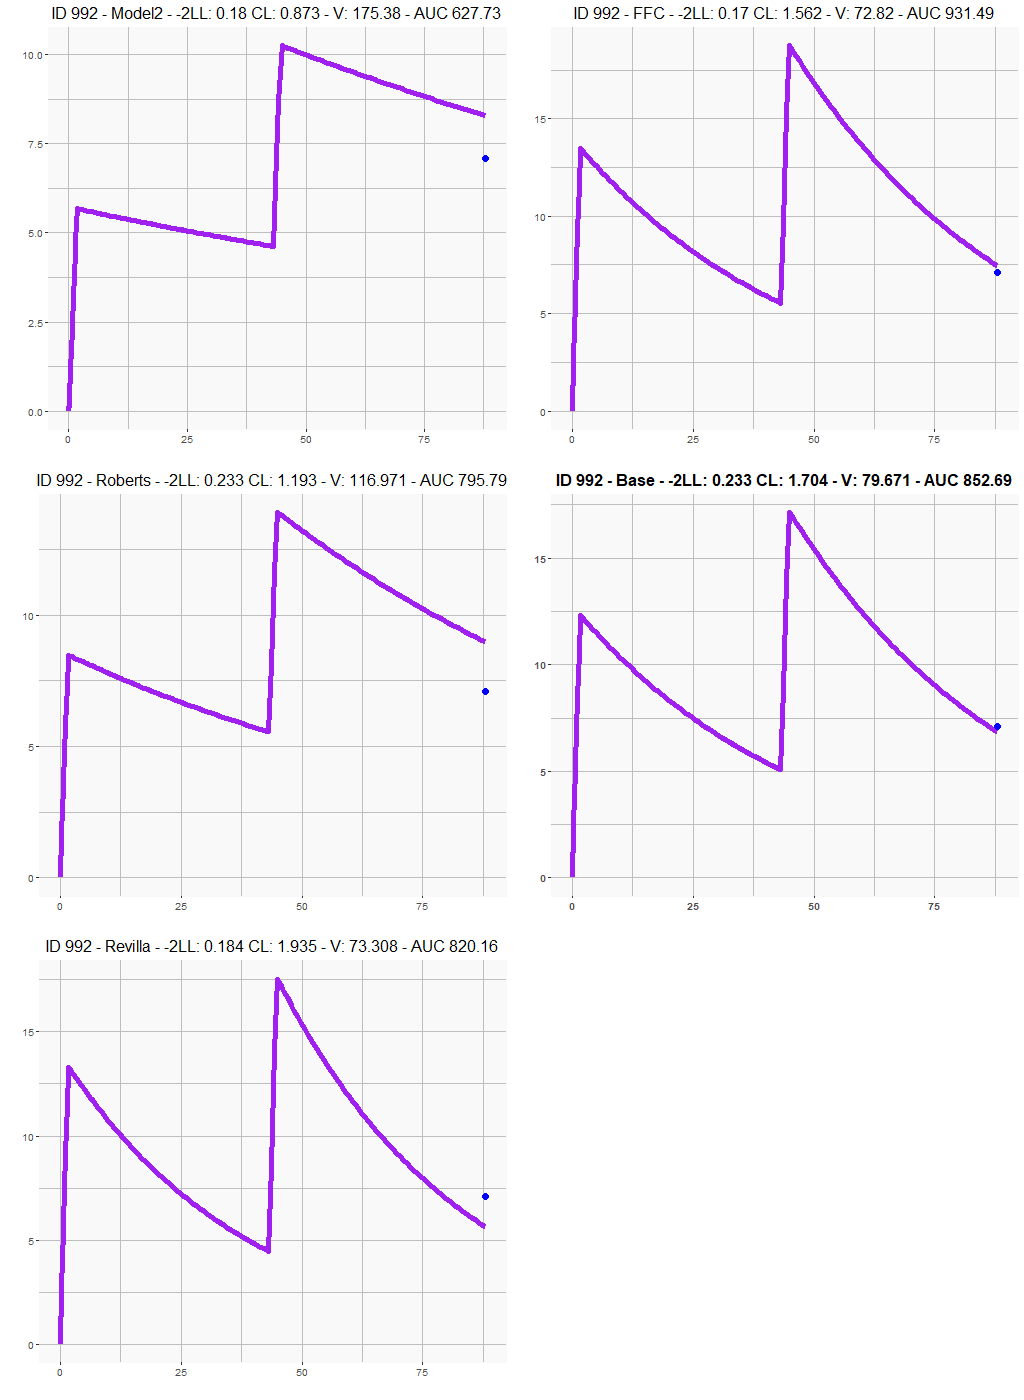 ID 992 - Model2 - -2LL: 0.18 CL: 0.873 - V: 175.38 - AUC 627.73
10.0
7.5
5.0
2.5
0.0
0 25 50 75
ID 992 - FFC - -2LL: 0.17 CL: 1.562 - V: 72.82 - AUC 931.49
15
10
5
0
0 25 50 75
ID 992 - Roberts - -2LL: 0.233 CL: 1.193 - V: 116.971 - AUC 795.79
10
5
0
0 25 50 75
ID 992 - Base - -2LL: 0.233 CL: 1.704 - V: 79.671 - AUC 852.69
15
10
5
0
0 25 50 75
ID 992 - Revilla - -2LL: 0.184 CL: 1.935 - V: 73.308 - AUC 820.16
15
10
5
0
0 25 50 75